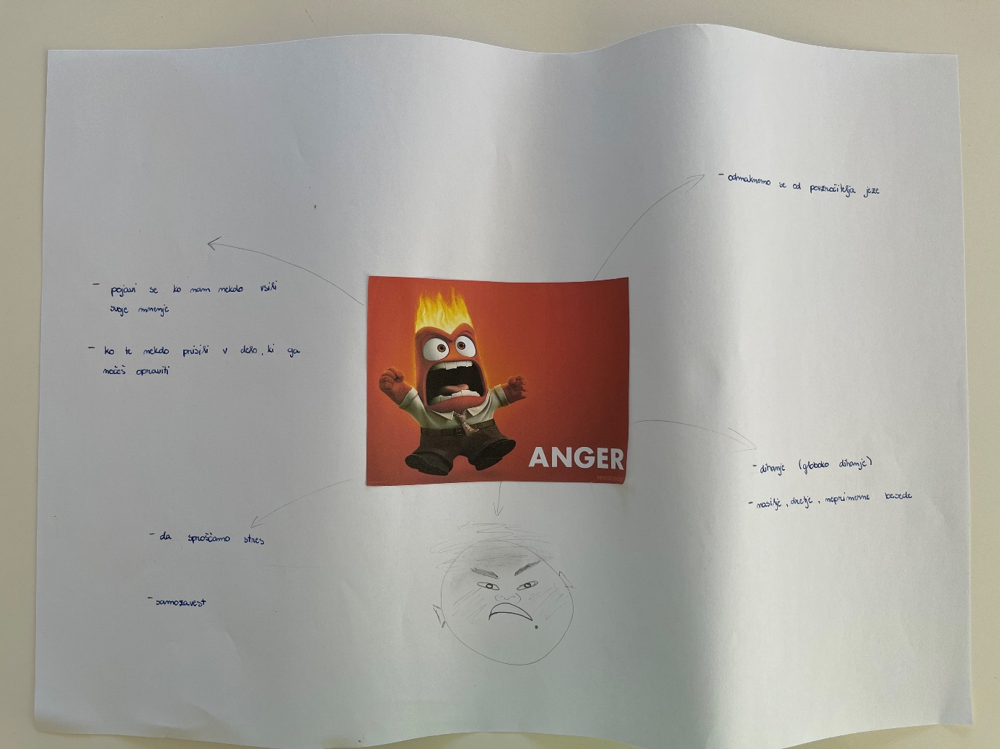 - odmaknemo se od povzročitelja jeze
- pojavi se ko nam nekdo vsili
svoje mnenje
- ko te nekdo prisili v delo, ki ga
nočeš opraviti
ANGER
- dihanje (globoko dihanje)
- nasilje, dretje, neprimerne besede
- da sproščamo stres
- samozavest